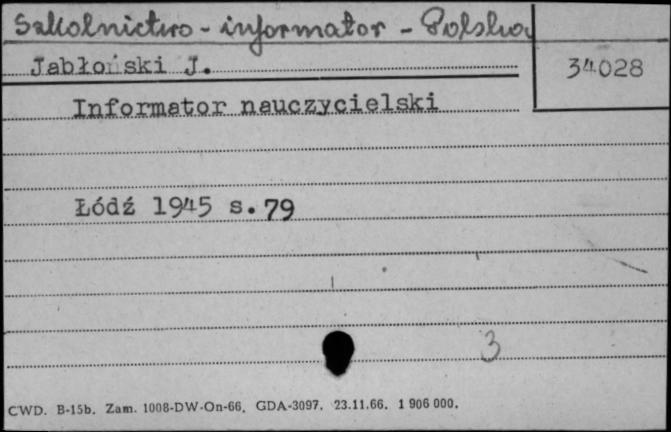 Szkolnictwo - informator - Polska
Jabłoński J.
34028
Informator nauczycielski
Łódź 1945 s. 79
3
CWD. B-15b. Zam. 1008-DW-On-66. GDA-3097. 23.11.66. 1 906 000.